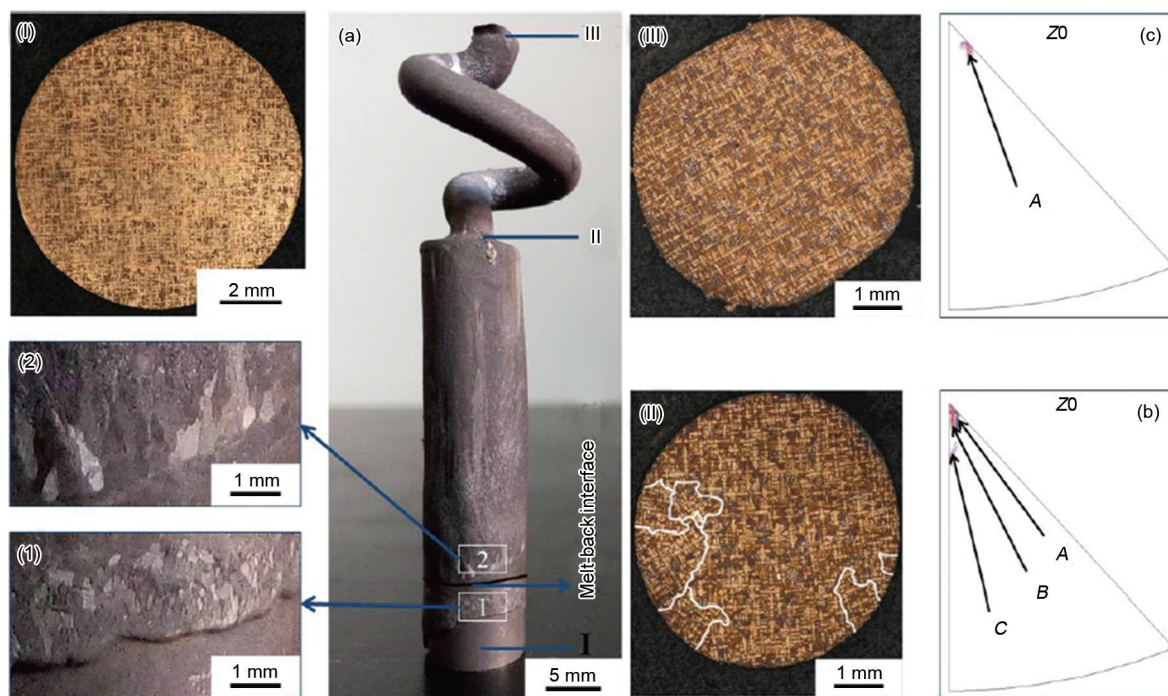 (I)
2 mm
(2)
1 mm
(1)
1 mm
(a)
III
II
Melt-back interface
2
1
I
5 mm
(III)
1 mm
(II)
1 mm
Z0
(c)
A
Z0
(b)
A
B
C